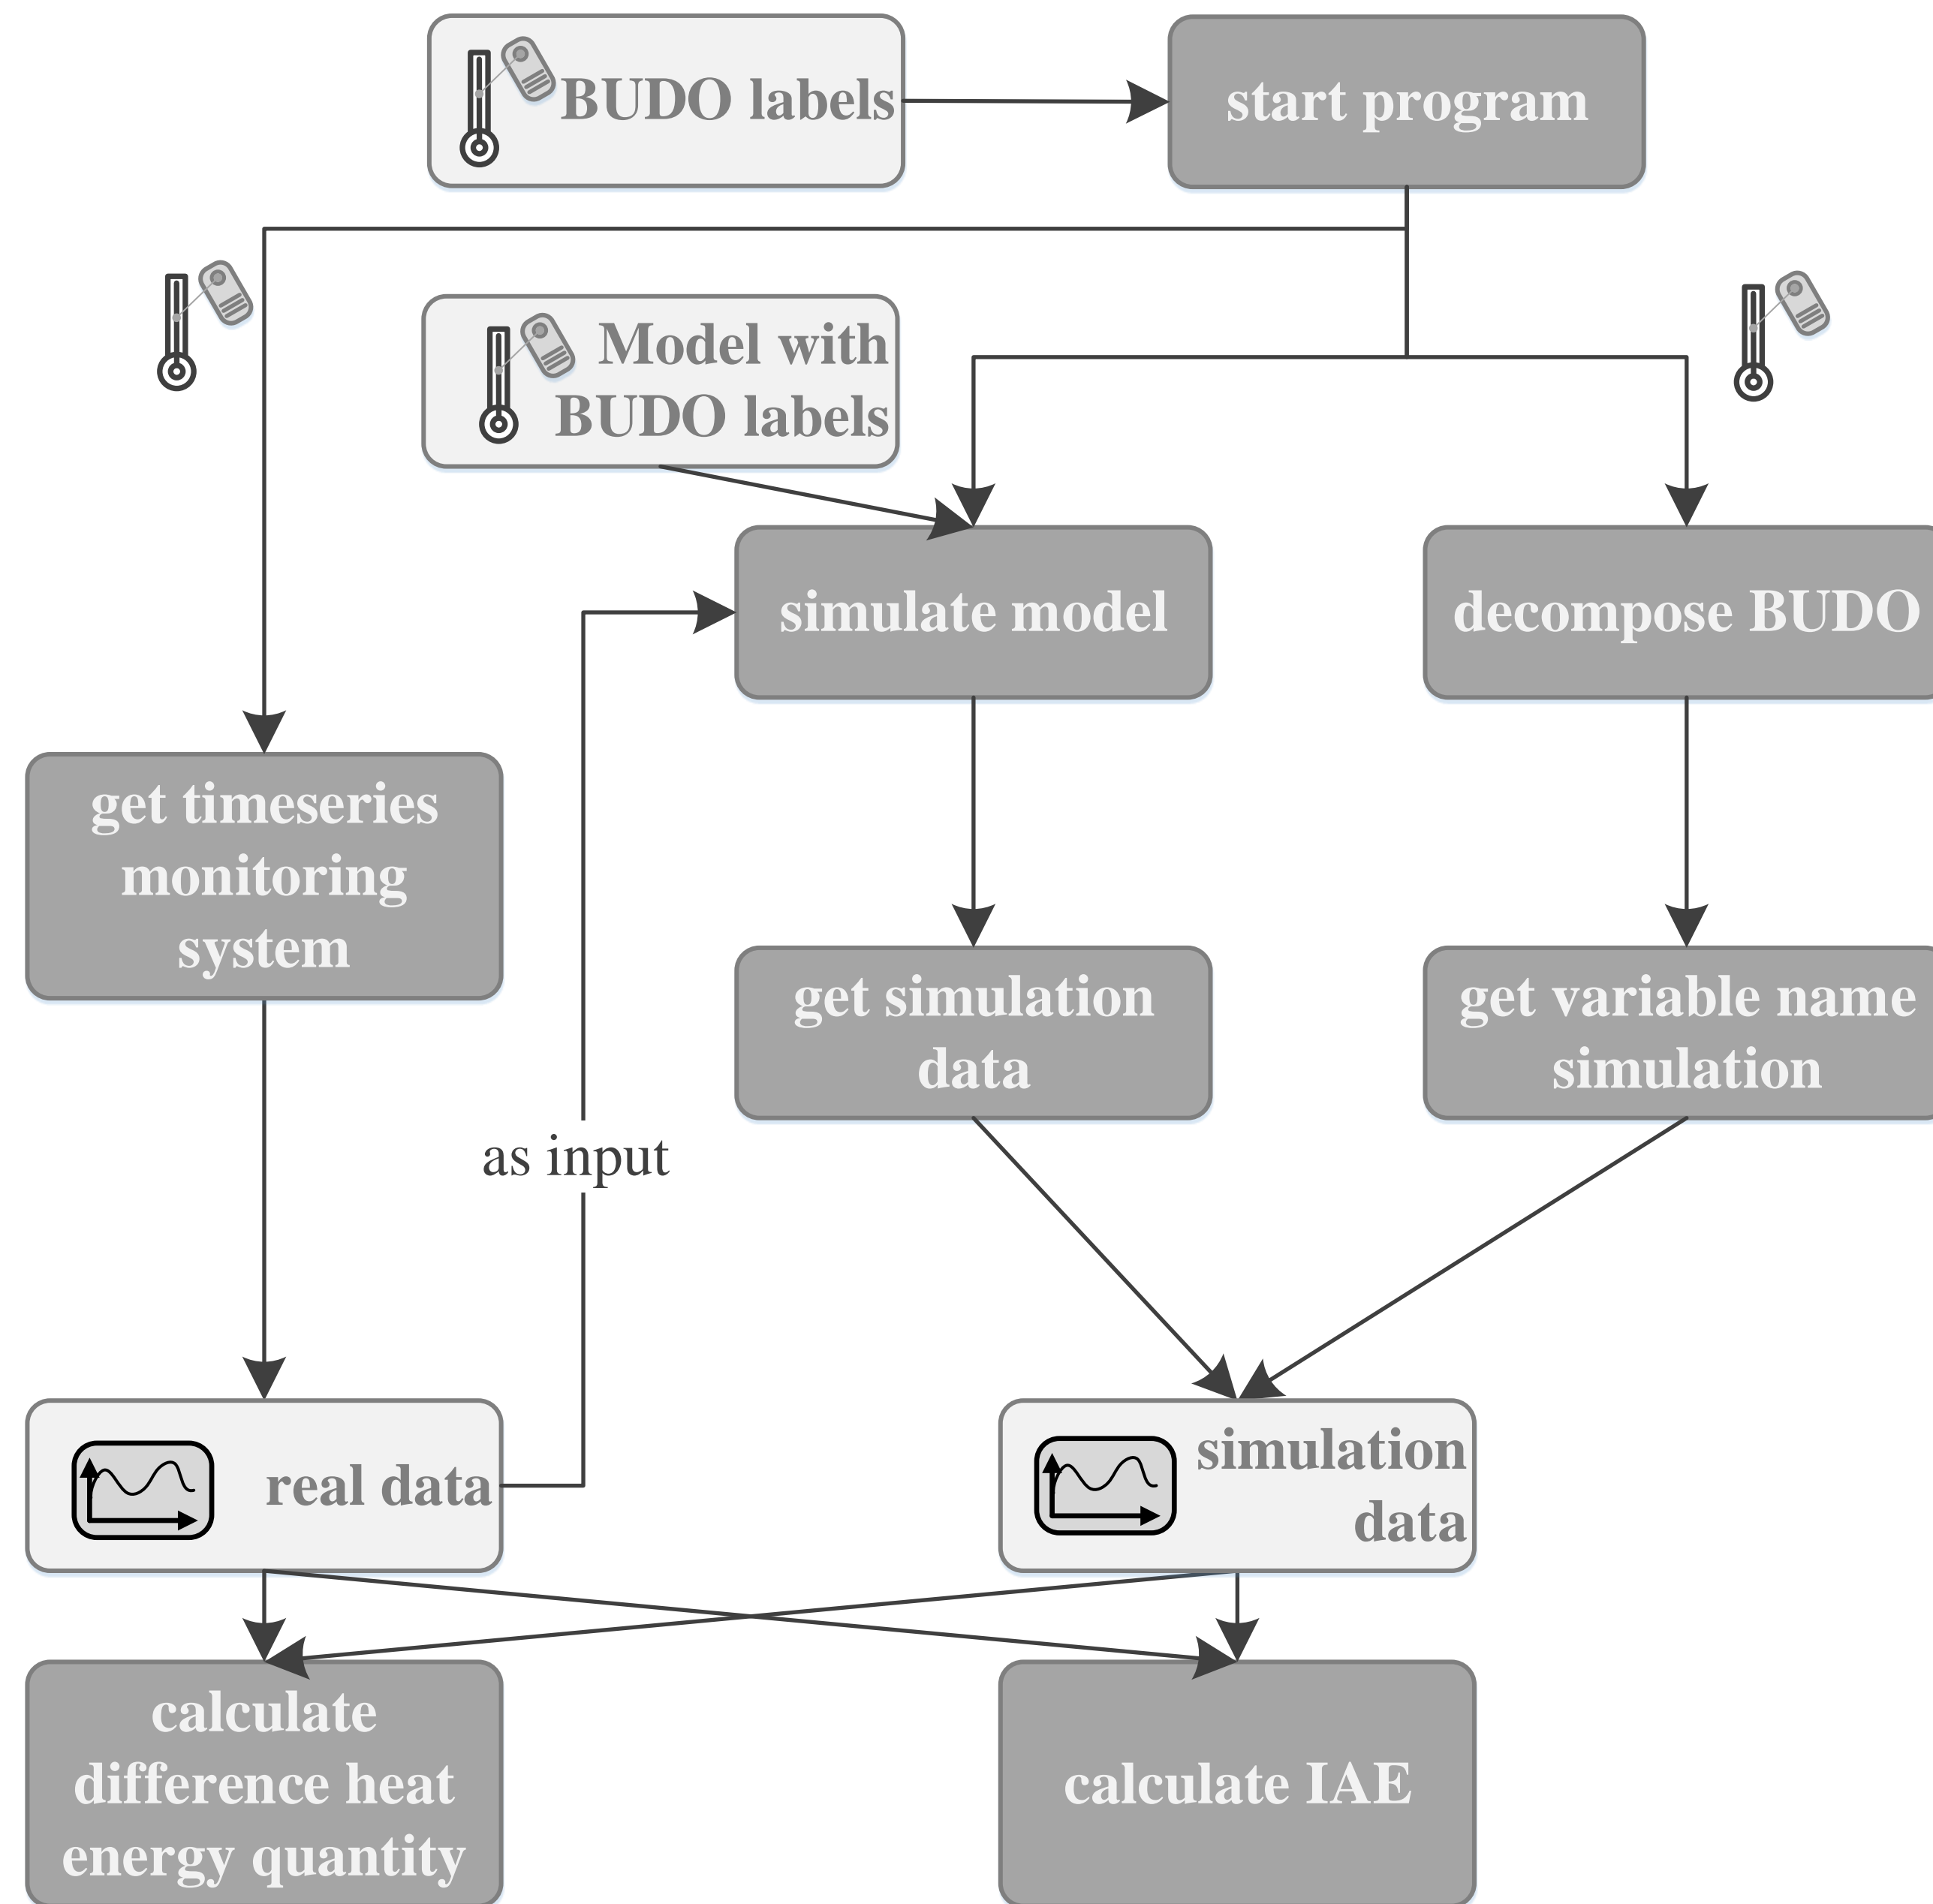 BUDO labels
start program
Model with
BUDO labels
simulate model
decompose BUDO
get timeseries
monitoring
system
get simulation
data
get variable name
simulation
as input
real data
simulation
data
calculate
difference heat
energy quantity
calculate IAE